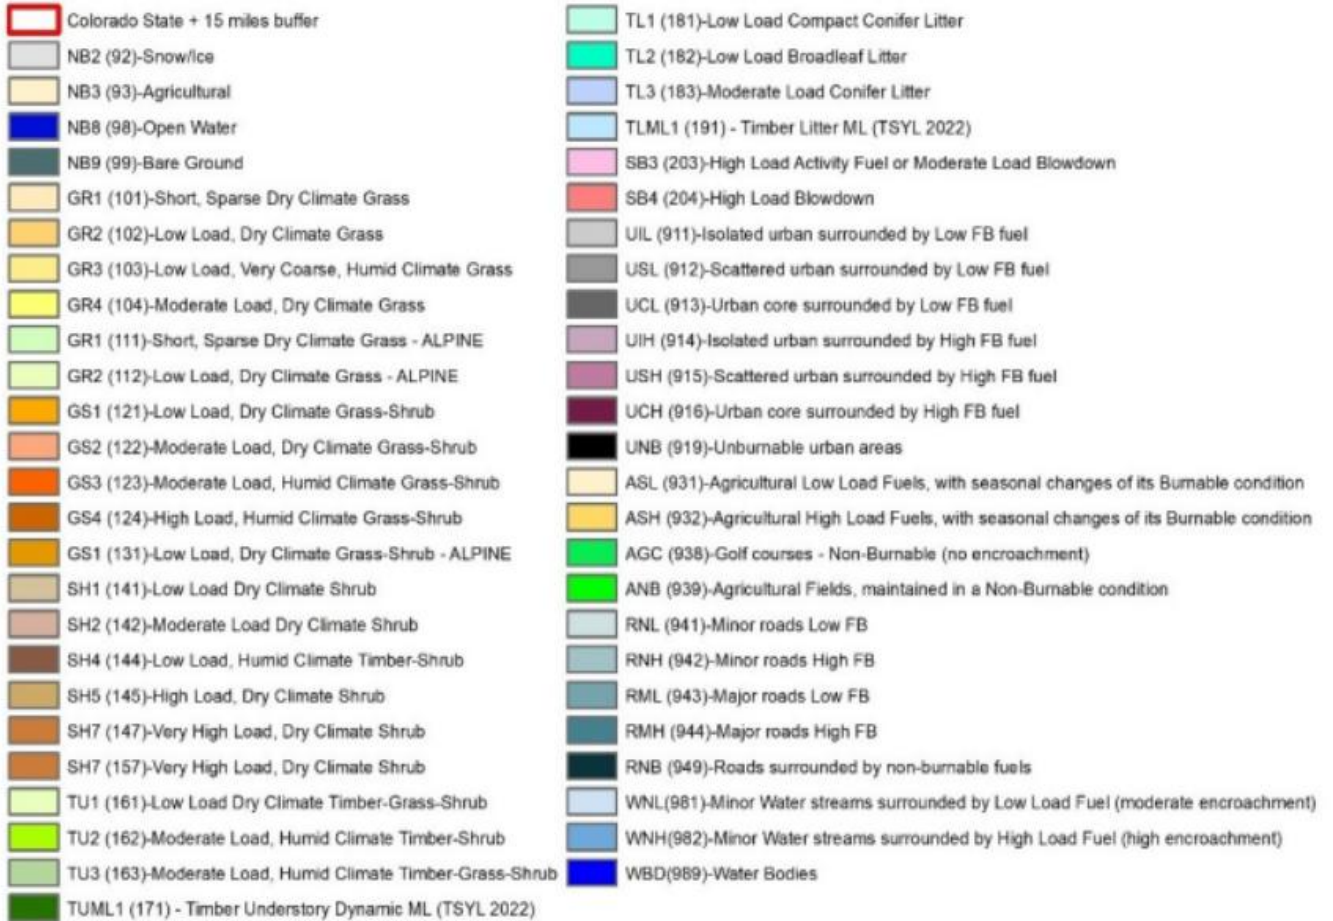 Colorado State + 15 miles buffer
NB2 (92)-Snow/Ice
NB3 (93)-Agricultural
NB8 (98)-Open Water
NB9 (99)-Bare Ground
GR1 (101)-Short, Sparse Dry Climate Grass
GR2 (102)-Low Load, Dry Climate Grass
GR3 (103)-Low Load, Very Coarse, Humid Climate Grass
GR4 (104)-Moderate Load, Dry Climate Grass
GR1 (111)-Short, Sparse Dry Climate Grass - ALPINE
GR2 (112)-Low Load, Dry Climate Grass - ALPINE
GS1 (121)-Low Load, Dry Climate Grass-Shrub
GS2 (122)-Moderate Load, Dry Climate Grass-Shrub
GS3 (123)-Moderate Load, Humid Climate Grass-Shrub
GS4 (124)-High Load, Humid Climate Grass-Shrub
GS1 (131)-Low Load, Dry Climate Grass-Shrub - ALPINE
SH1 (141)-Low Load Dry Climate Shrub
SH2 (142)-Moderate Load Dry Climate Shrub
SH4 (144)-Low Load, Humid Climate Timber-Shrub
SH5 (145)-High Load, Dry Climate Shrub
SH7 (147)-Very High Load, Dry Climate Shrub
SH7 (157)-Very High Load, Dry Climate Shrub
TU1 (161)-Low Load Dry Climate Timber-Grass-Shrub
TU2 (162)-Moderate Load, Humid Climate Timber-Shrub
TU3 (163)-Moderate Load, Humid Climate Timber-Grass-Shrub
TUML1 (171) - Timber Understory Dynamic ML (TSYL 2022)
TL1 (181)-Low Load Compact Conifer Litter
TL2 (182)-Low Load Broadleaf Litter
TL3 (183)-Moderate Load Conifer Litter
TLML1 (191) - Timber Litter ML (TSYL 2022)
SB3 (203)-High Load Activity Fuel or Moderate Load Blowdown
SB4 (204)-High Load Blowdown
UIL (911)-Isolated urban surrounded by Low FB fuel
USL (912)-Scattered urban surrounded by Low FB fuel
UCL (913)-Urban core surrounded by Low FB fuel
UIH (914)-Isolated urban surrounded by High FB fuel
USH (915)-Scattered urban surrounded by High FB fuel
UCH (916)-Urban core surrounded by High FB fuel
UNB (919)-Unburnable urban areas
ASL (931)-Agricultural Low Load Fuels, with seasonal changes of its Burnable condition
ASH (932)-Agricultural High Load Fuels, with seasonal changes of its Burnable condition
AGC (938)-Golf courses - Non-Burnable (no encroachment)
ANB (939)-Agricultural Fields, maintained in a Non-Burnable condition
RNL (941)-Minor roads Low FB
RNH (942)-Minor roads High FB
RML (943)-Major roads Low FB
RMH (944)-Major roads High FB
RNB (949)-Roads surrounded by non-burnable fuels
WNL(981)-Minor Water streams surrounded by Low Load Fuel (moderate encroachment)
WNH(982)-Minor Water streams surrounded by High Load Fuel (high encroachment)
WBD(989)-Water Bodies